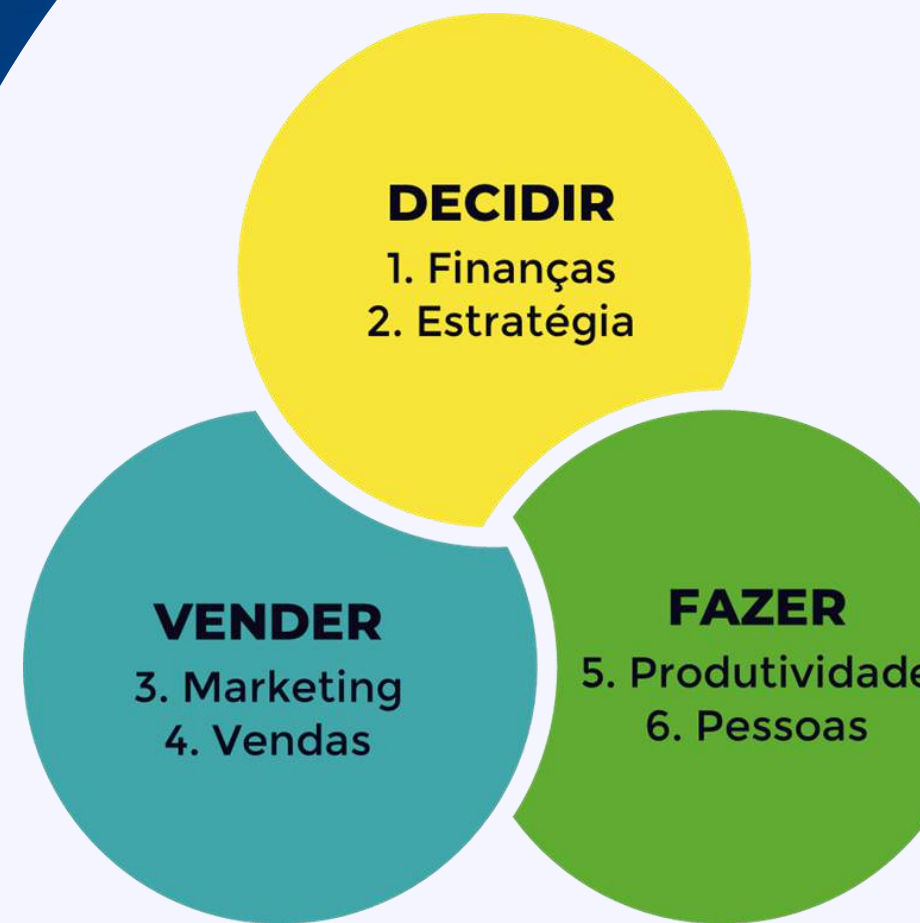 DECIDIR
1. Finanças
2. Estratégia
VENDER
3. Marketing
4. Vendas
FAZER
5. Produtividade
6. Pessoas